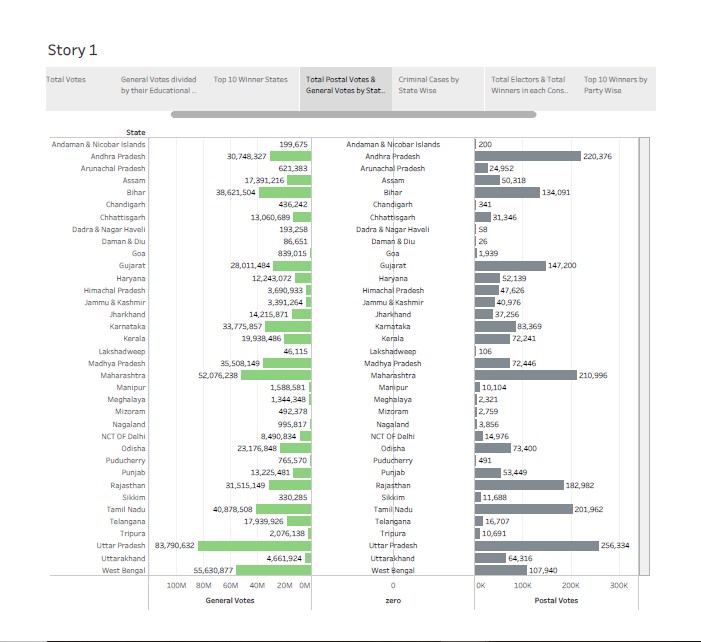 Story 1
Total Votes
General Votes divided
by their Educational ...
Top 10 Winner States
Total Postal Votes &
General Votes by Stat..
Criminal Cases by
State Wise
Total Electors & Total
Winners in each Cons..
Top 10 Winners by
Party Wise
State
Andaman & Nicobar Islands 199,675 Andaman & Nicobar Islands 200
Andhra Pradesh 30,748,327 Andhra Pradesh 220,376
Arunachal Pradesh 621,383 Arunachal Pradesh 24,952
Assam 17,391,216 Assam 50,318
Bihar 38,621,504 Bihar 134,091
Chandigarh 436,242 Chandigarh 341
Chhattisgarh 13,060,689 Chhattisgarh 31,346
Dadra & Nagar Haveli 193,258 Dadra & Nagar Haveli 58
Daman & Diu 86,651 Daman & Diu 26
Goa 839,015 Goa 1,939
Gujarat 28,011,484 Gujarat 147,200
Haryana 12,243,072 Haryana 52,139
Himachal Pradesh 3,690,933 Himachal Pradesh 47,626
Jammu & Kashmir 3,391,264 Jammu & Kashmir 40,976
Jharkhand 14,215,871 Jharkhand 37,256
Karnataka 33,775,857 Karnataka 83,369
Kerala 19,938,486 Kerala 72,241
Lakshadweep 46,115 Lakshadweep 106
Madhya Pradesh 35,508,149 Madhya Pradesh 72,446
Maharashtra 52,076,238 Maharashtra 210,996
Manipur 1,588,581 Manipur 10,104
Meghalaya 1,344,348 Meghalaya 2,321
Mizoram 492,378 Mizoram 2,759
Nagaland 995,817 Nagaland 3,856
NCT OF Delhi 8,490,834 NCT OF Delhi 14,976
Odisha 23,176,848 Odisha 73,400
Puducherry 765,570 Puducherry 491
Punjab 13,225,481 Punjab 53,449
Rajasthan 31,515,149 Rajasthan 182,982
Sikkim 330,285 Sikkim 11,688
Tamil Nadu 40,878,508 Tamil Nadu 201,962
Telangana 17,939,926 Telangana 16,707
Tripura 2,076,138 Tripura 10,691
Uttar Pradesh 83,790,632 Uttar Pradesh 256,334
Uttarakhand 4,661,924 Uttarakhand 64,316
West Bengal 55,630,877 West Bengal 107,940
100M 80M 60M 40M 20M 0M 0 0K 100K 200K 300K
General Votes zero Postal Votes